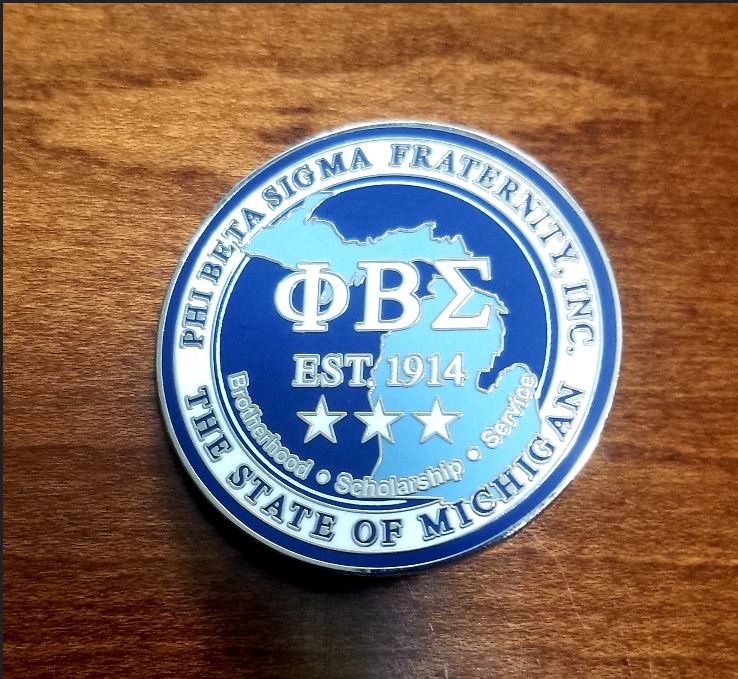 PHI BETA SIGMA FRATERNITY, INC.
ΦΒΣ
EST. 1914
Brotherhood • Scholarship • Service
THE STATE OF MICHIGAN